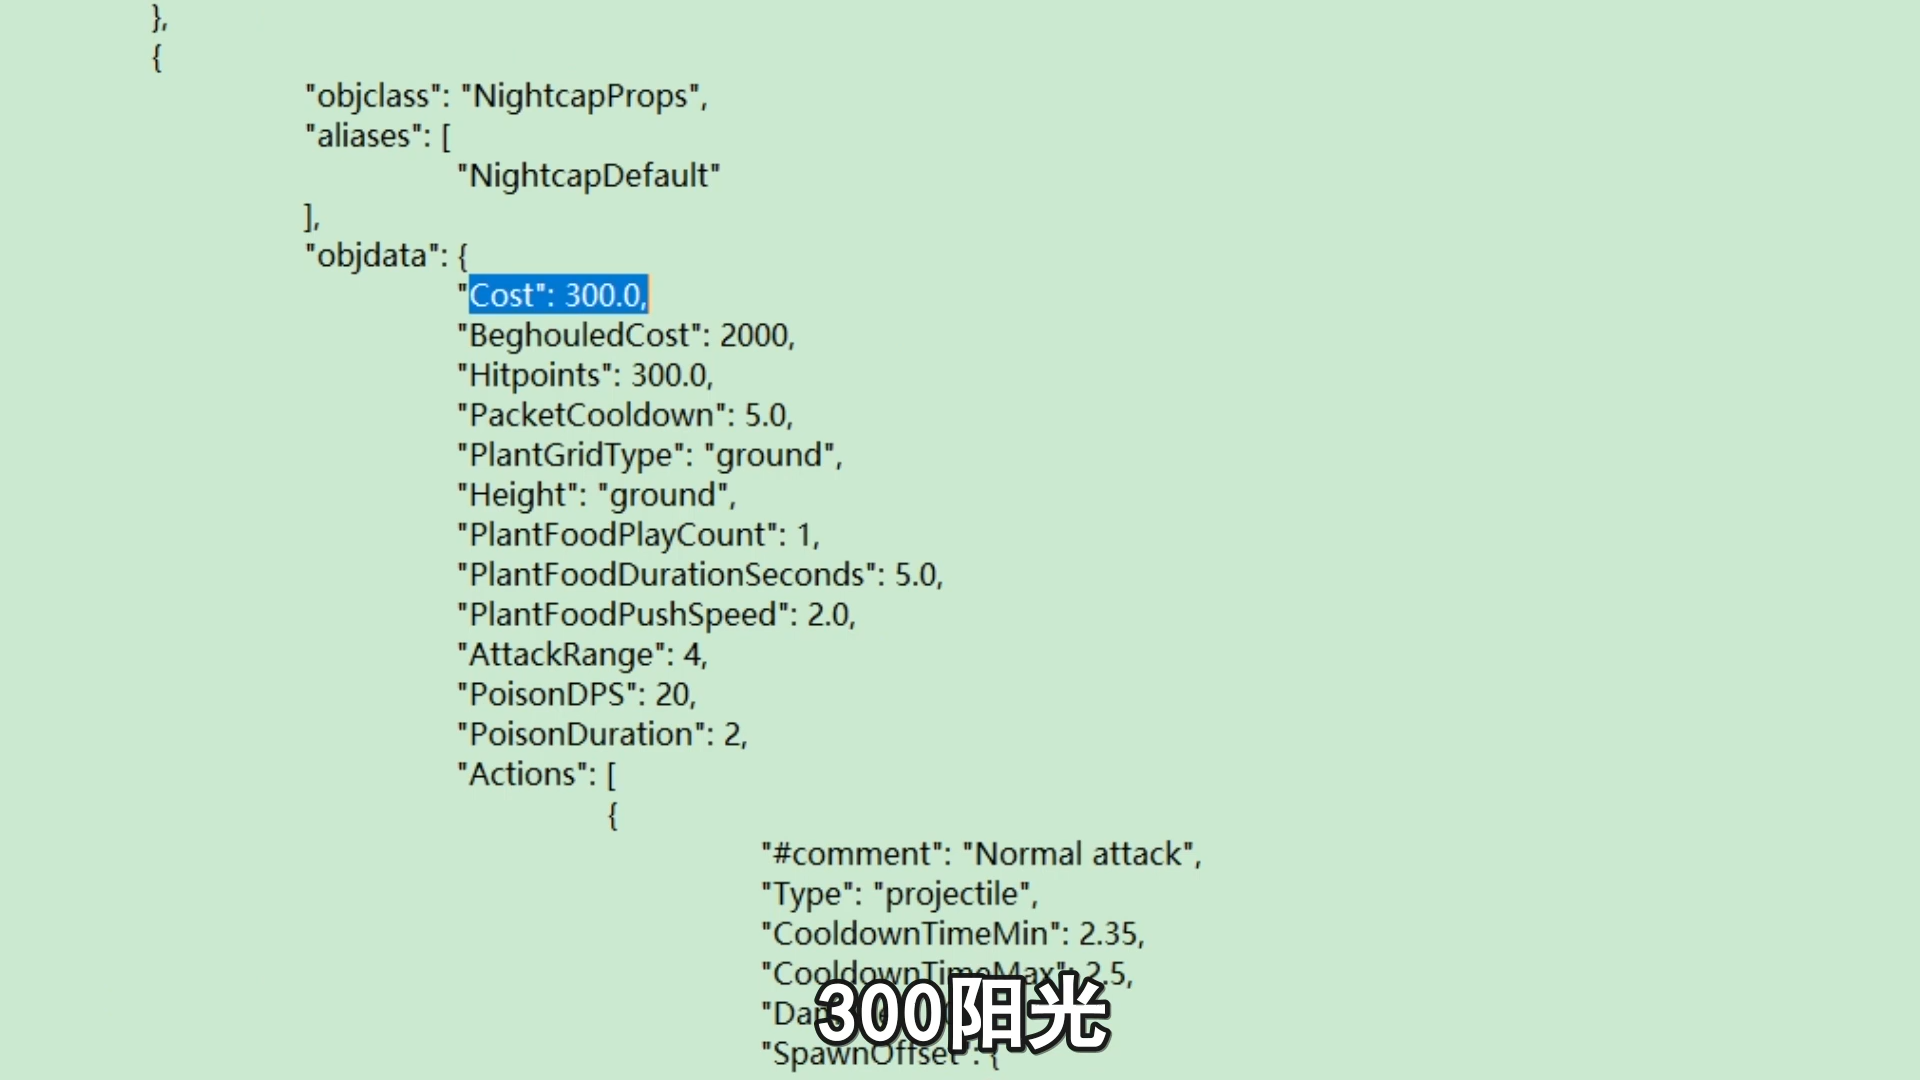 },
{
"objclass": "NightcapProps",
"aliases": [
"NightcapDefault"
],
"objdata": {
"Cost": 300.0,
"BeghouledCost": 2000,
"Hitpoints": 300.0,
"PacketCooldown": 5.0,
"PlantGridType": "ground",
"Height": "ground",
"PlantFoodPlayCount": 1,
"PlantFoodDurationSeconds": 5.0,
"PlantFoodPushSpeed": 2.0,
"AttackRange": 4,
"PoisonDPS": 20,
"PoisonDuration": 2,
"Actions": [
{
"#comment": "Normal attack",
"Type": "projectile",
"CooldownTimeMin": 2.35,
"CooldownTimeMax": 2.5,
"SpawnOffset": {
300阳光